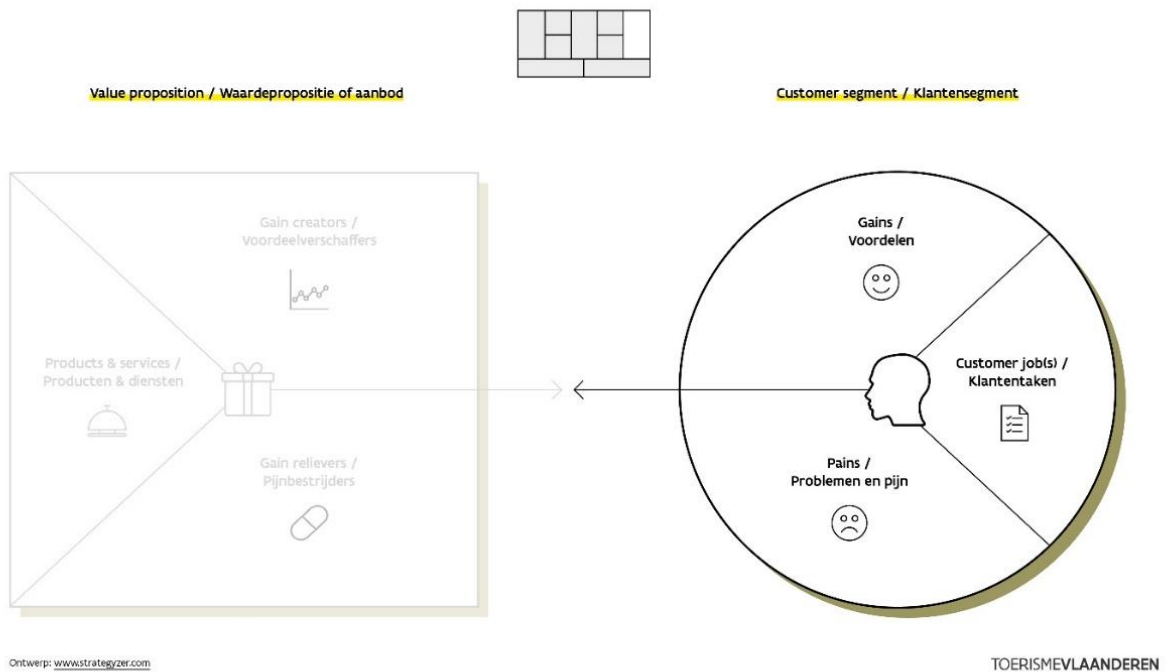 Value proposition / Waardepropositie of aanbod
Customer segment / Klantensegment
Gain creators /
Voordeelverschaffers
Products & services /
Producten & diensten
Gain relievers /
Pijnbestrijders
Gains /
Voordelen
Customer job(s) /
Klantentaken
Pains /
Problemen en pijn
Ontwerp: www.strategyzer.com
TOERISMEVLAANDEREN